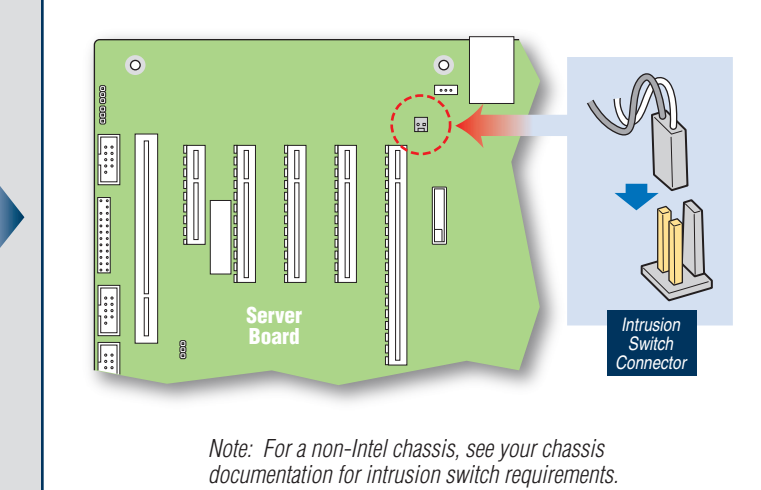 Server
Board
Intrusion
Switch
Connector
Note:  For a non-Intel chassis, see your chassis
documentation for intrusion switch requirements.